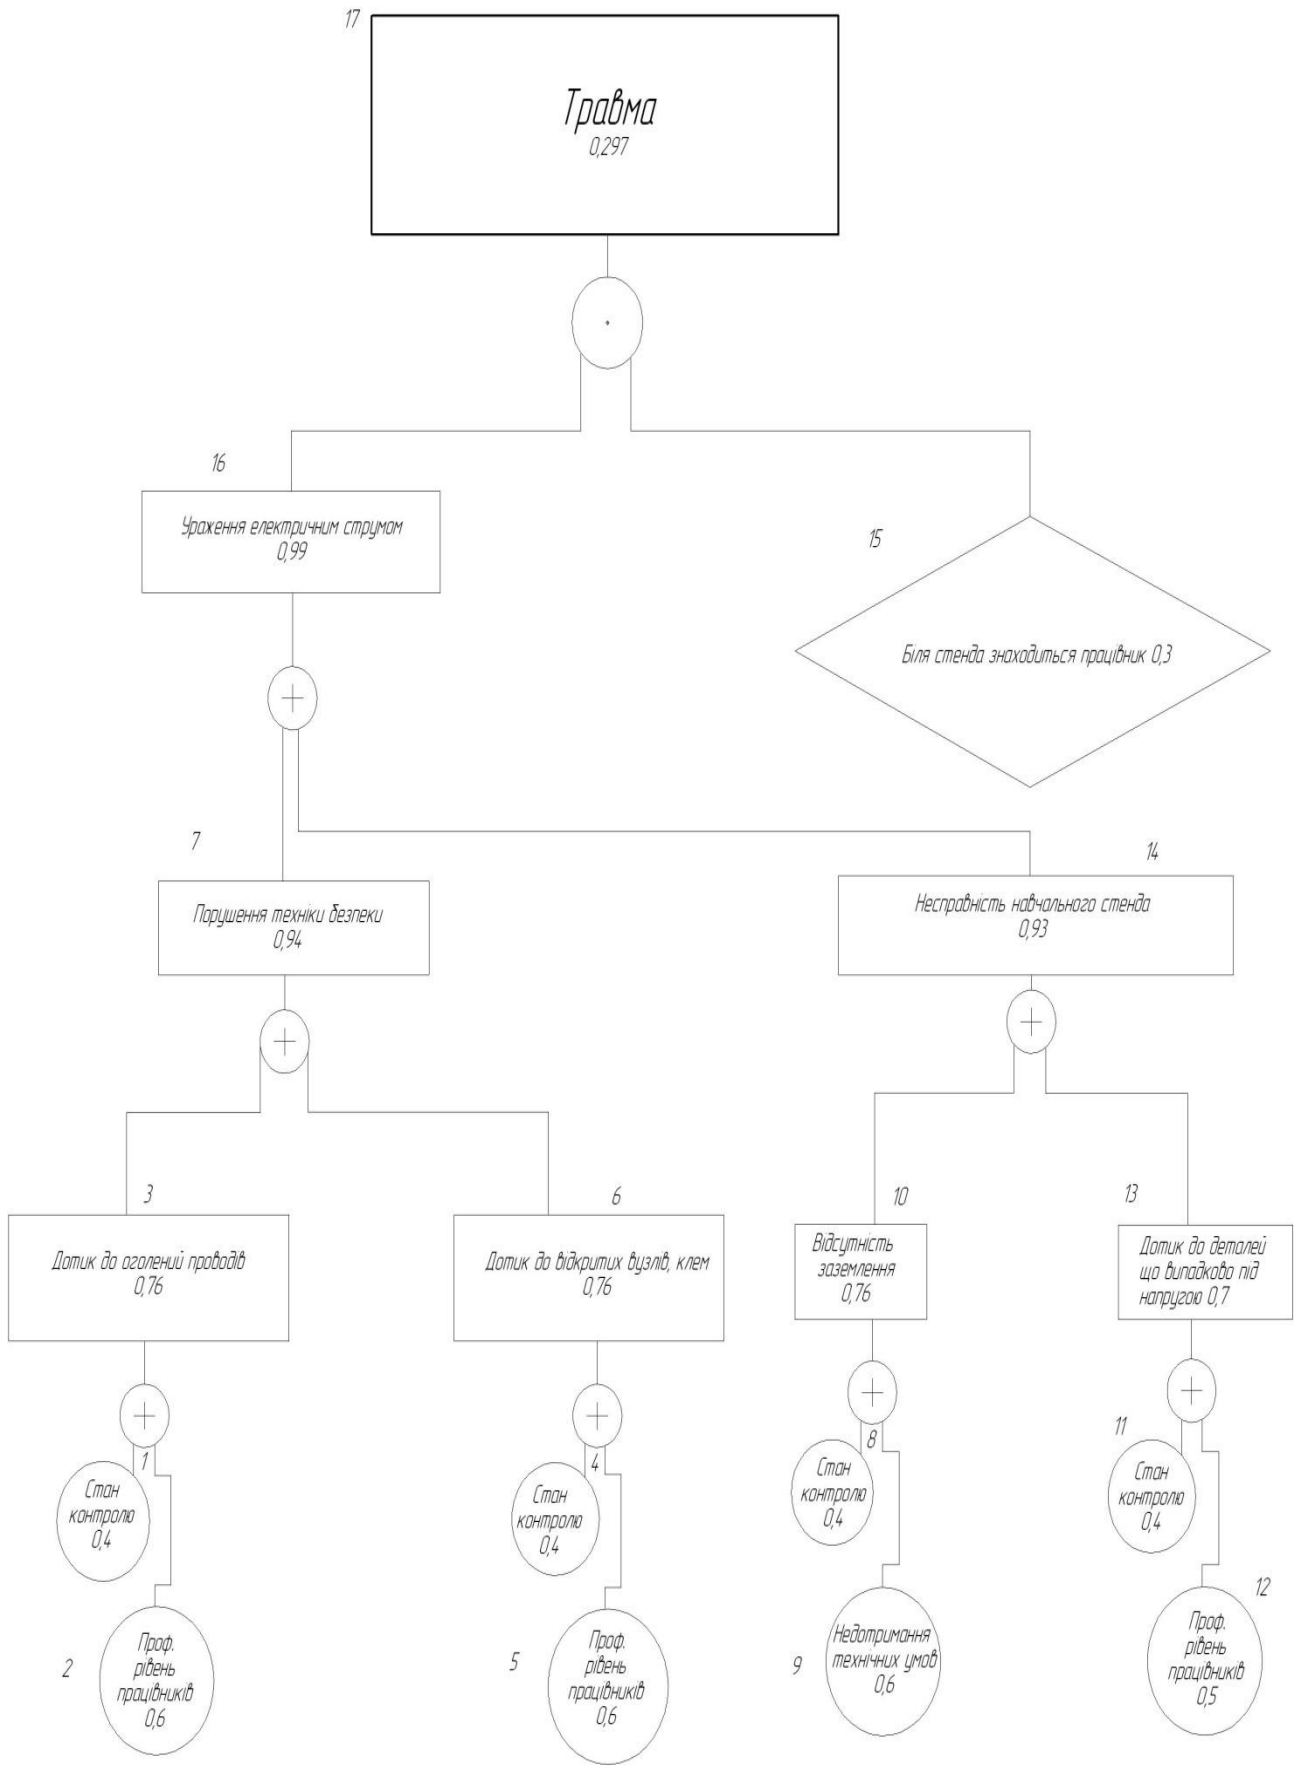 17
Травма
0,297
16
Ураження електричним струмом
0,99
15
Біля стенда знаходиться працівник 0,3
7
Порушення техніки безпеки
0,94
14
Несправність навчального стенда
0,93
3
Дотик до оголений проводів
0,76
6
Дотик до відкритих вузлів, клем
0,76
10
Відсутність
заземлення
0,76
13
Дотик до деталей
що випадково під
напругою 0,7
1
Стан
контролю
0,4
2
Проф.
рівень
працівників
0,6
4
Стан
контролю
0,4
5
Проф.
рівень
працівників
0,6
8
Стан
контролю
0,4
9
Недотримання
технічних умов
0,6
11
Стан
контролю
0,4
12
Проф.
рівень
працівників
0,5